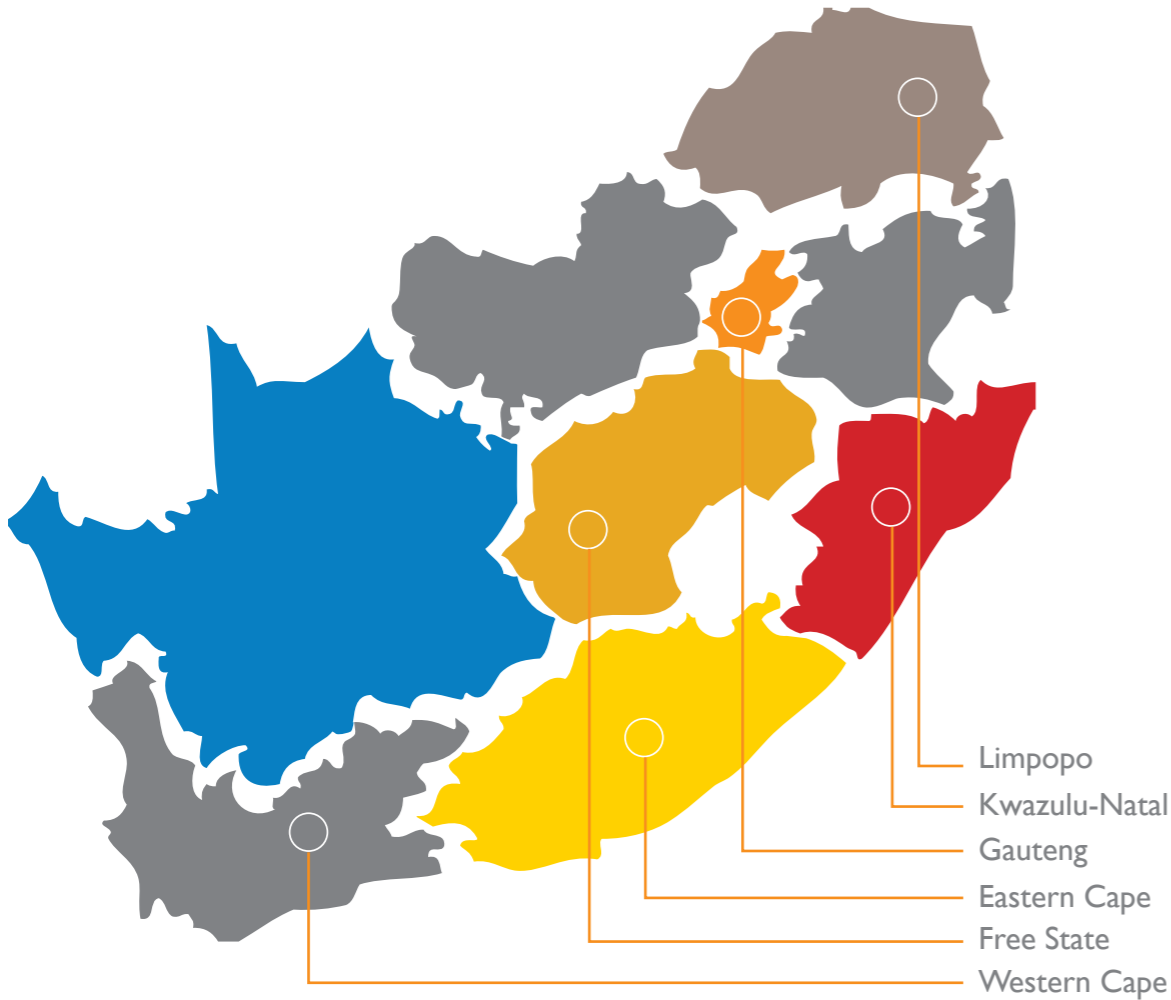 Limpopo
Kwazulu-Natal
Gauteng
Eastern Cape
Free State
Western Cape